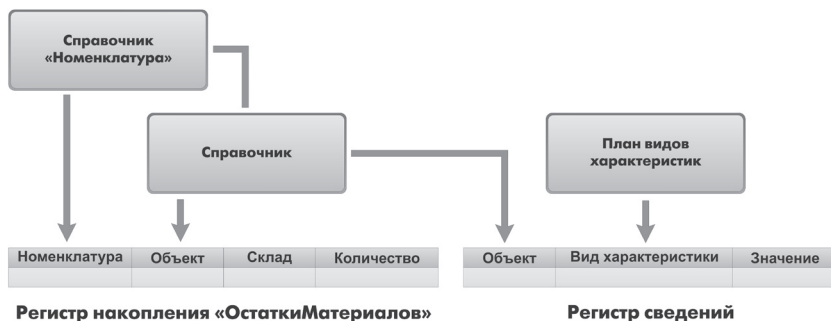 Справочник
«Номенклатура»
Справочник
План видов
характеристик
Номенклатура Объект Склад Количество
Объект Вид характеристики Значение
Регистр накопления «ОстаткиМатериалов»
Регистр сведений